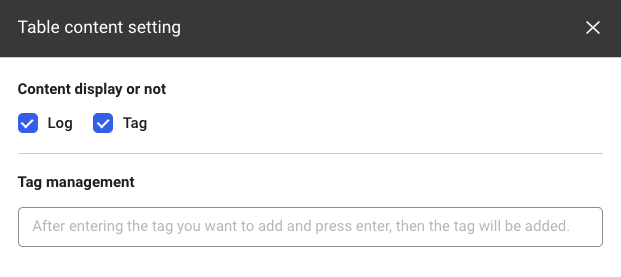 Table content setting
Content display or not
Log Tag
Tag management
After entering the tag you want to add and press enter, then the tag will be added.